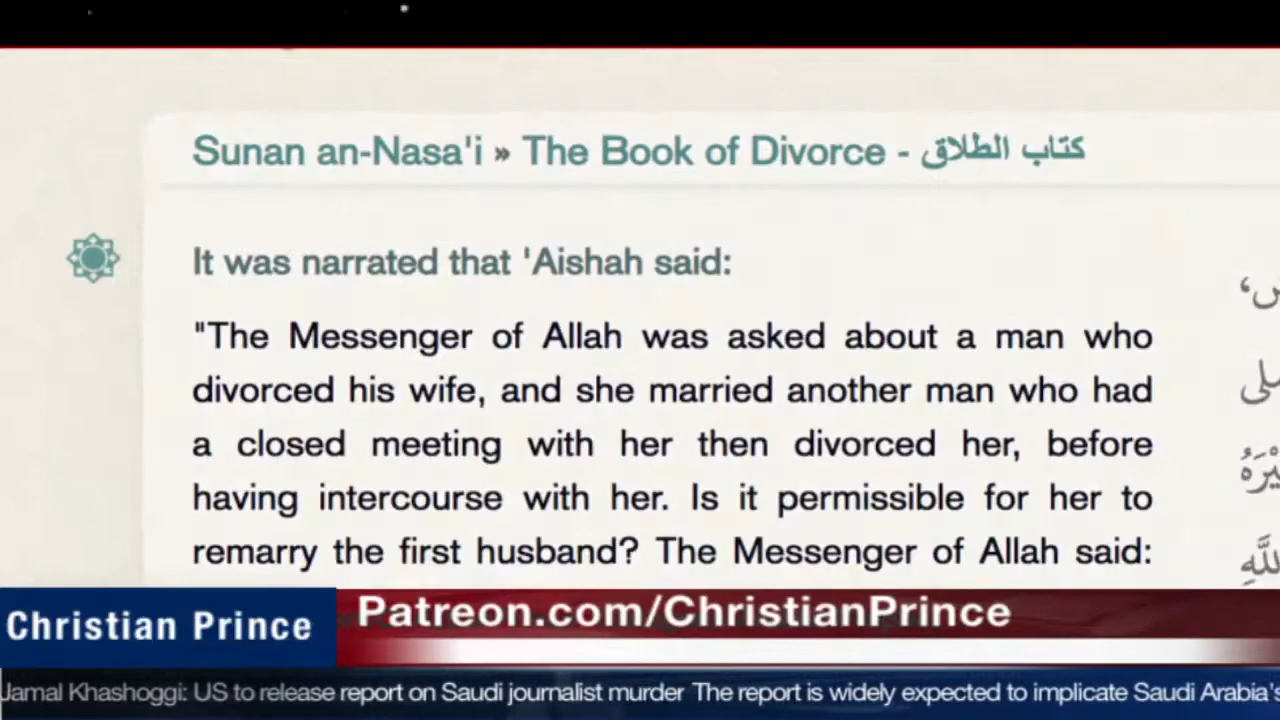 Sunan an-Nasa'i » The Book of Divorce - كتاب الطلاق
It was narrated that 'Aishah said:
"The Messenger of Allah was asked about a man who
divorced his wife, and she married another man who had
a closed meeting with her then divorced her, before
having intercourse with her. Is it permissible for her to
remarry the first husband? The Messenger of Allah said:
Christian Prince
Patreon.com/ChristianPrince
Jamal Khashoggi: US to release report on Saudi journalist murder The report is widely expected to implicate Saudi Arabia's